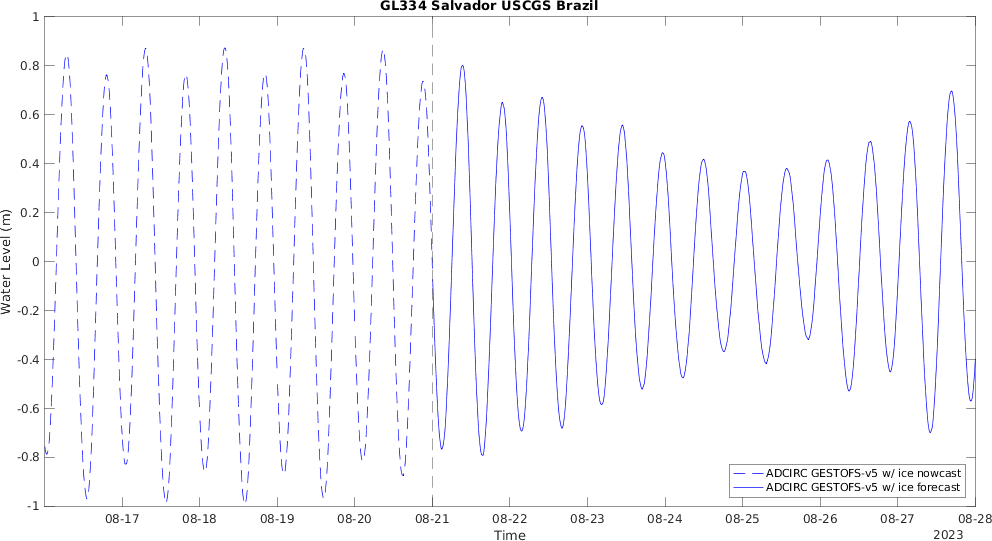 GL334 Salvador USCGS Brazil
Water Level (m)
1
0.8
0.6
0.4
0.2
0
-0.2
-0.4
-0.6
-0.8
-1
ADCIRC GESTOFS-v5 w/ ice nowcast
ADCIRC GESTOFS-v5 w/ ice forecast
08-17 08-18 08-19 08-20 08-21 08-22 08-23 08-24 08-25 08-26 08-27 08-28
Time
2023